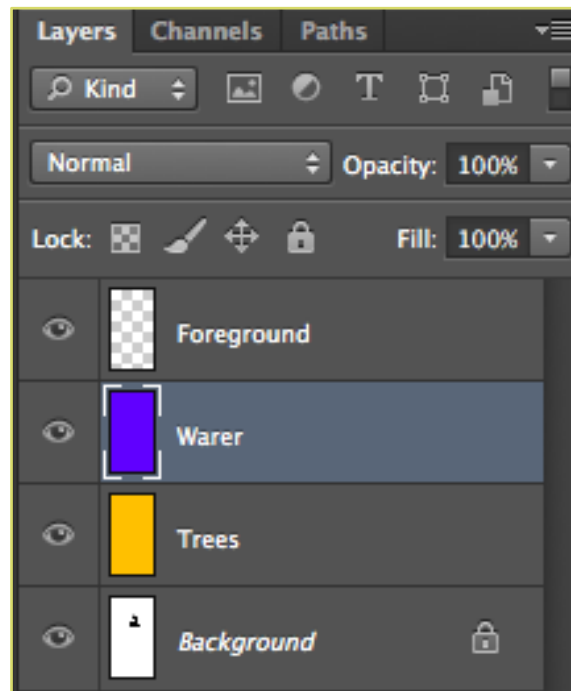 Layers Channels Paths
Kind T
Normal Opacity: 100%
Lock: Fill: 100%
Foreground
Warer
Trees
Background